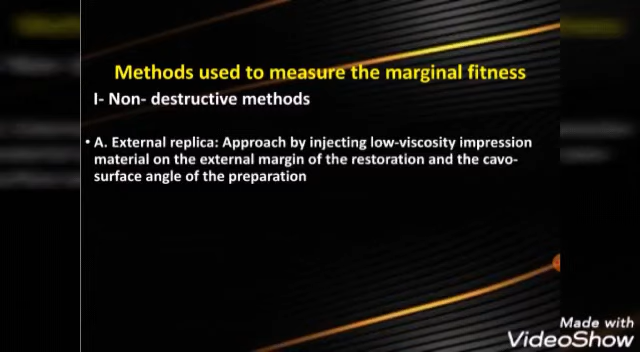 Methods used to measure the marginal fitness
I- Non- destructive methods
• A. External replica: Approach by injecting low-viscosity impression
material on the external margin of the restoration and the cavo-
surface angle of the preparation
Made with
VideoShow